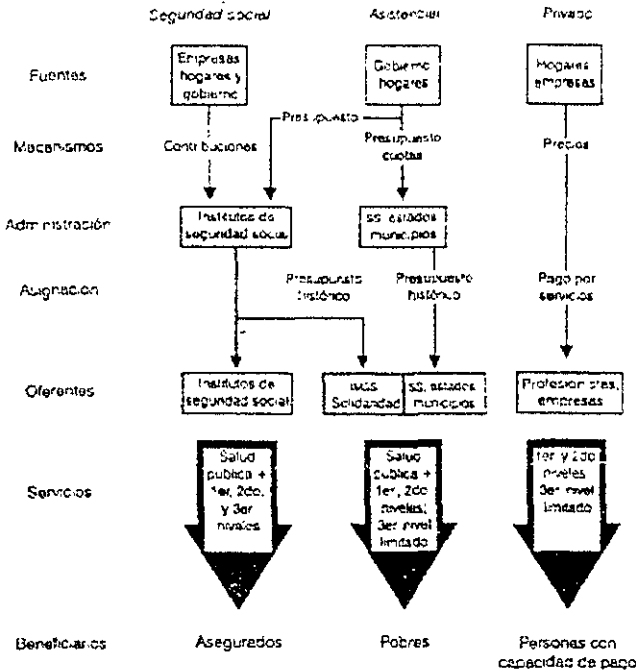 Seguridad social
Asistencial
Privado
Fuentes
Empresas
hogares y
gobierno
Gobierno
hogares
Hogares
empresas
Mecanismos
Contribuciones
Presupuesto
Presupuesto
cuotas
Precios
Administración
Institutos de
seguridad social
SS, estados
municipios
Asignación
Presupuesto
histórico
Presupuesto
histórico
Pago por
servicios
Oferentes
Institutos de
seguridad social
IMSS
Solidaridad
SS, estados
municipios
Profesionistas,
empresas
Servicios
Salud
pública +
1er, 2do,
y 3er
niveles
Salud
pública +
1er, 2do
niveles;
3er nivel
limitado
1er y 2do
niveles
3er nivel
limitado
Beneficiarios
Asegurados
Pobres
Personas con
capacidad de pago